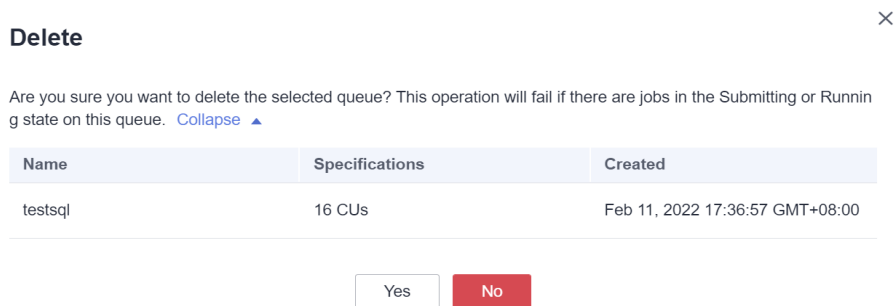 Delete
Are you sure you want to delete the selected queue? This operation will fail if there are jobs in the Submitting or Runnin
g state on this queue. Collapse ▲
Name Specifications Created
testsql 16 CUs Feb 11, 2022 17:36:57 GMT+08:00
Yes No